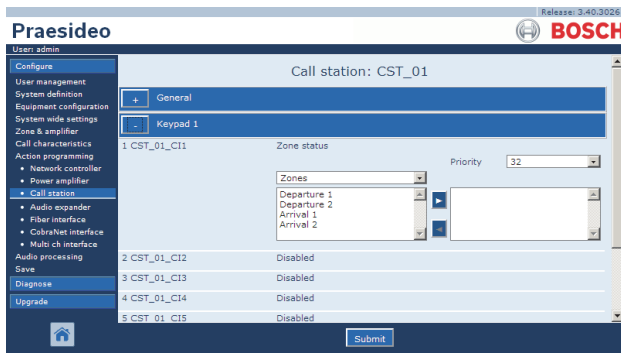 Release: 3.40.3026
Praesideo
BOSCH
User: admin
Configure
User management
System definition
Equipment configuration
System wide settings
Zone & amplifier
Call characteristics
Action programming
• Network controller
• Power amplifier
• Call station
• Audio expander
• Fiber interface
• CobraNet interface
• Multi ch interface
Audio processing
Save
Diagnose
Upgrade
Call station: CST_01
+ General
- Keypad 1
1 CST_01_CI1 Zone status
Priority 32
Zones
Departure 1
Departure 2
Arrival 1
Arrival 2
2 CST_01_CI2 Disabled
3 CST_01_CI3 Disabled
4 CST_01_CI4 Disabled
5 CST_01_CI5 Disabled
Submit